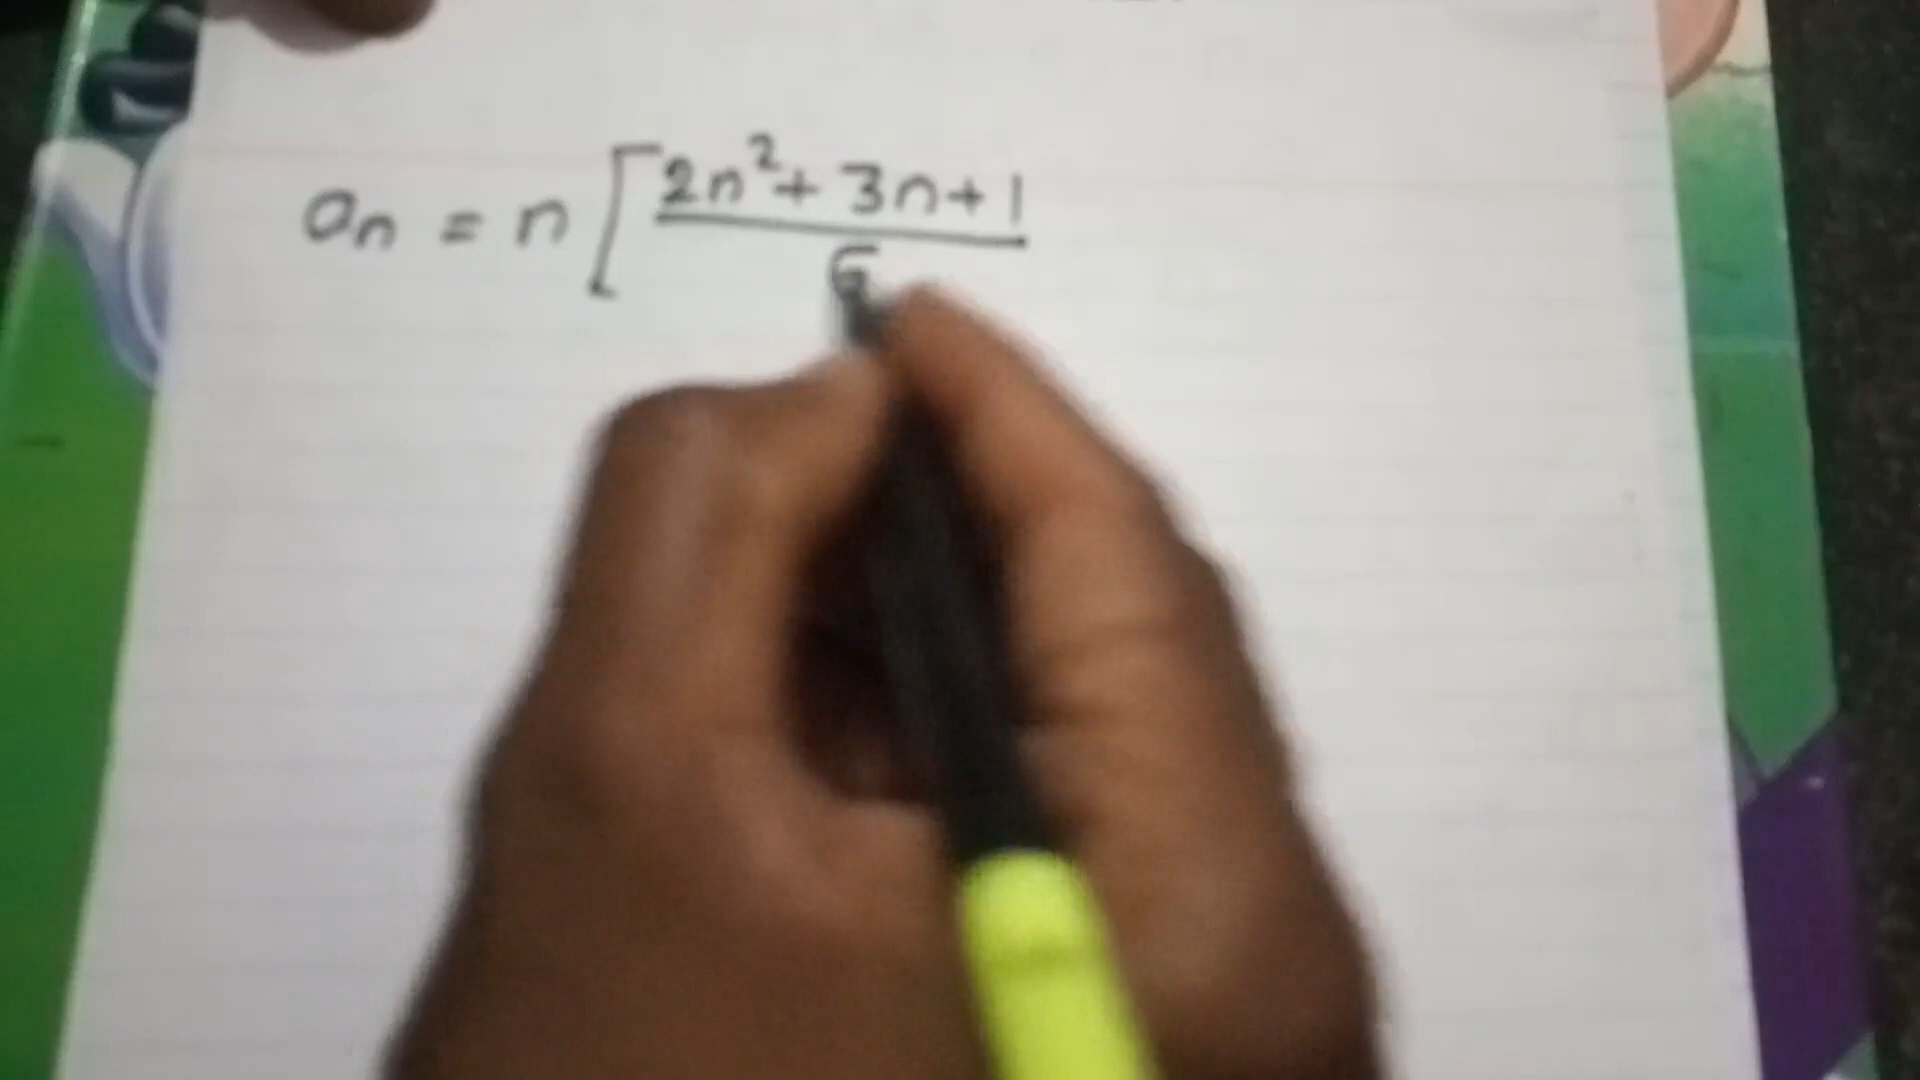 aₙ = n [ (2n² + 3n + 1) / 6